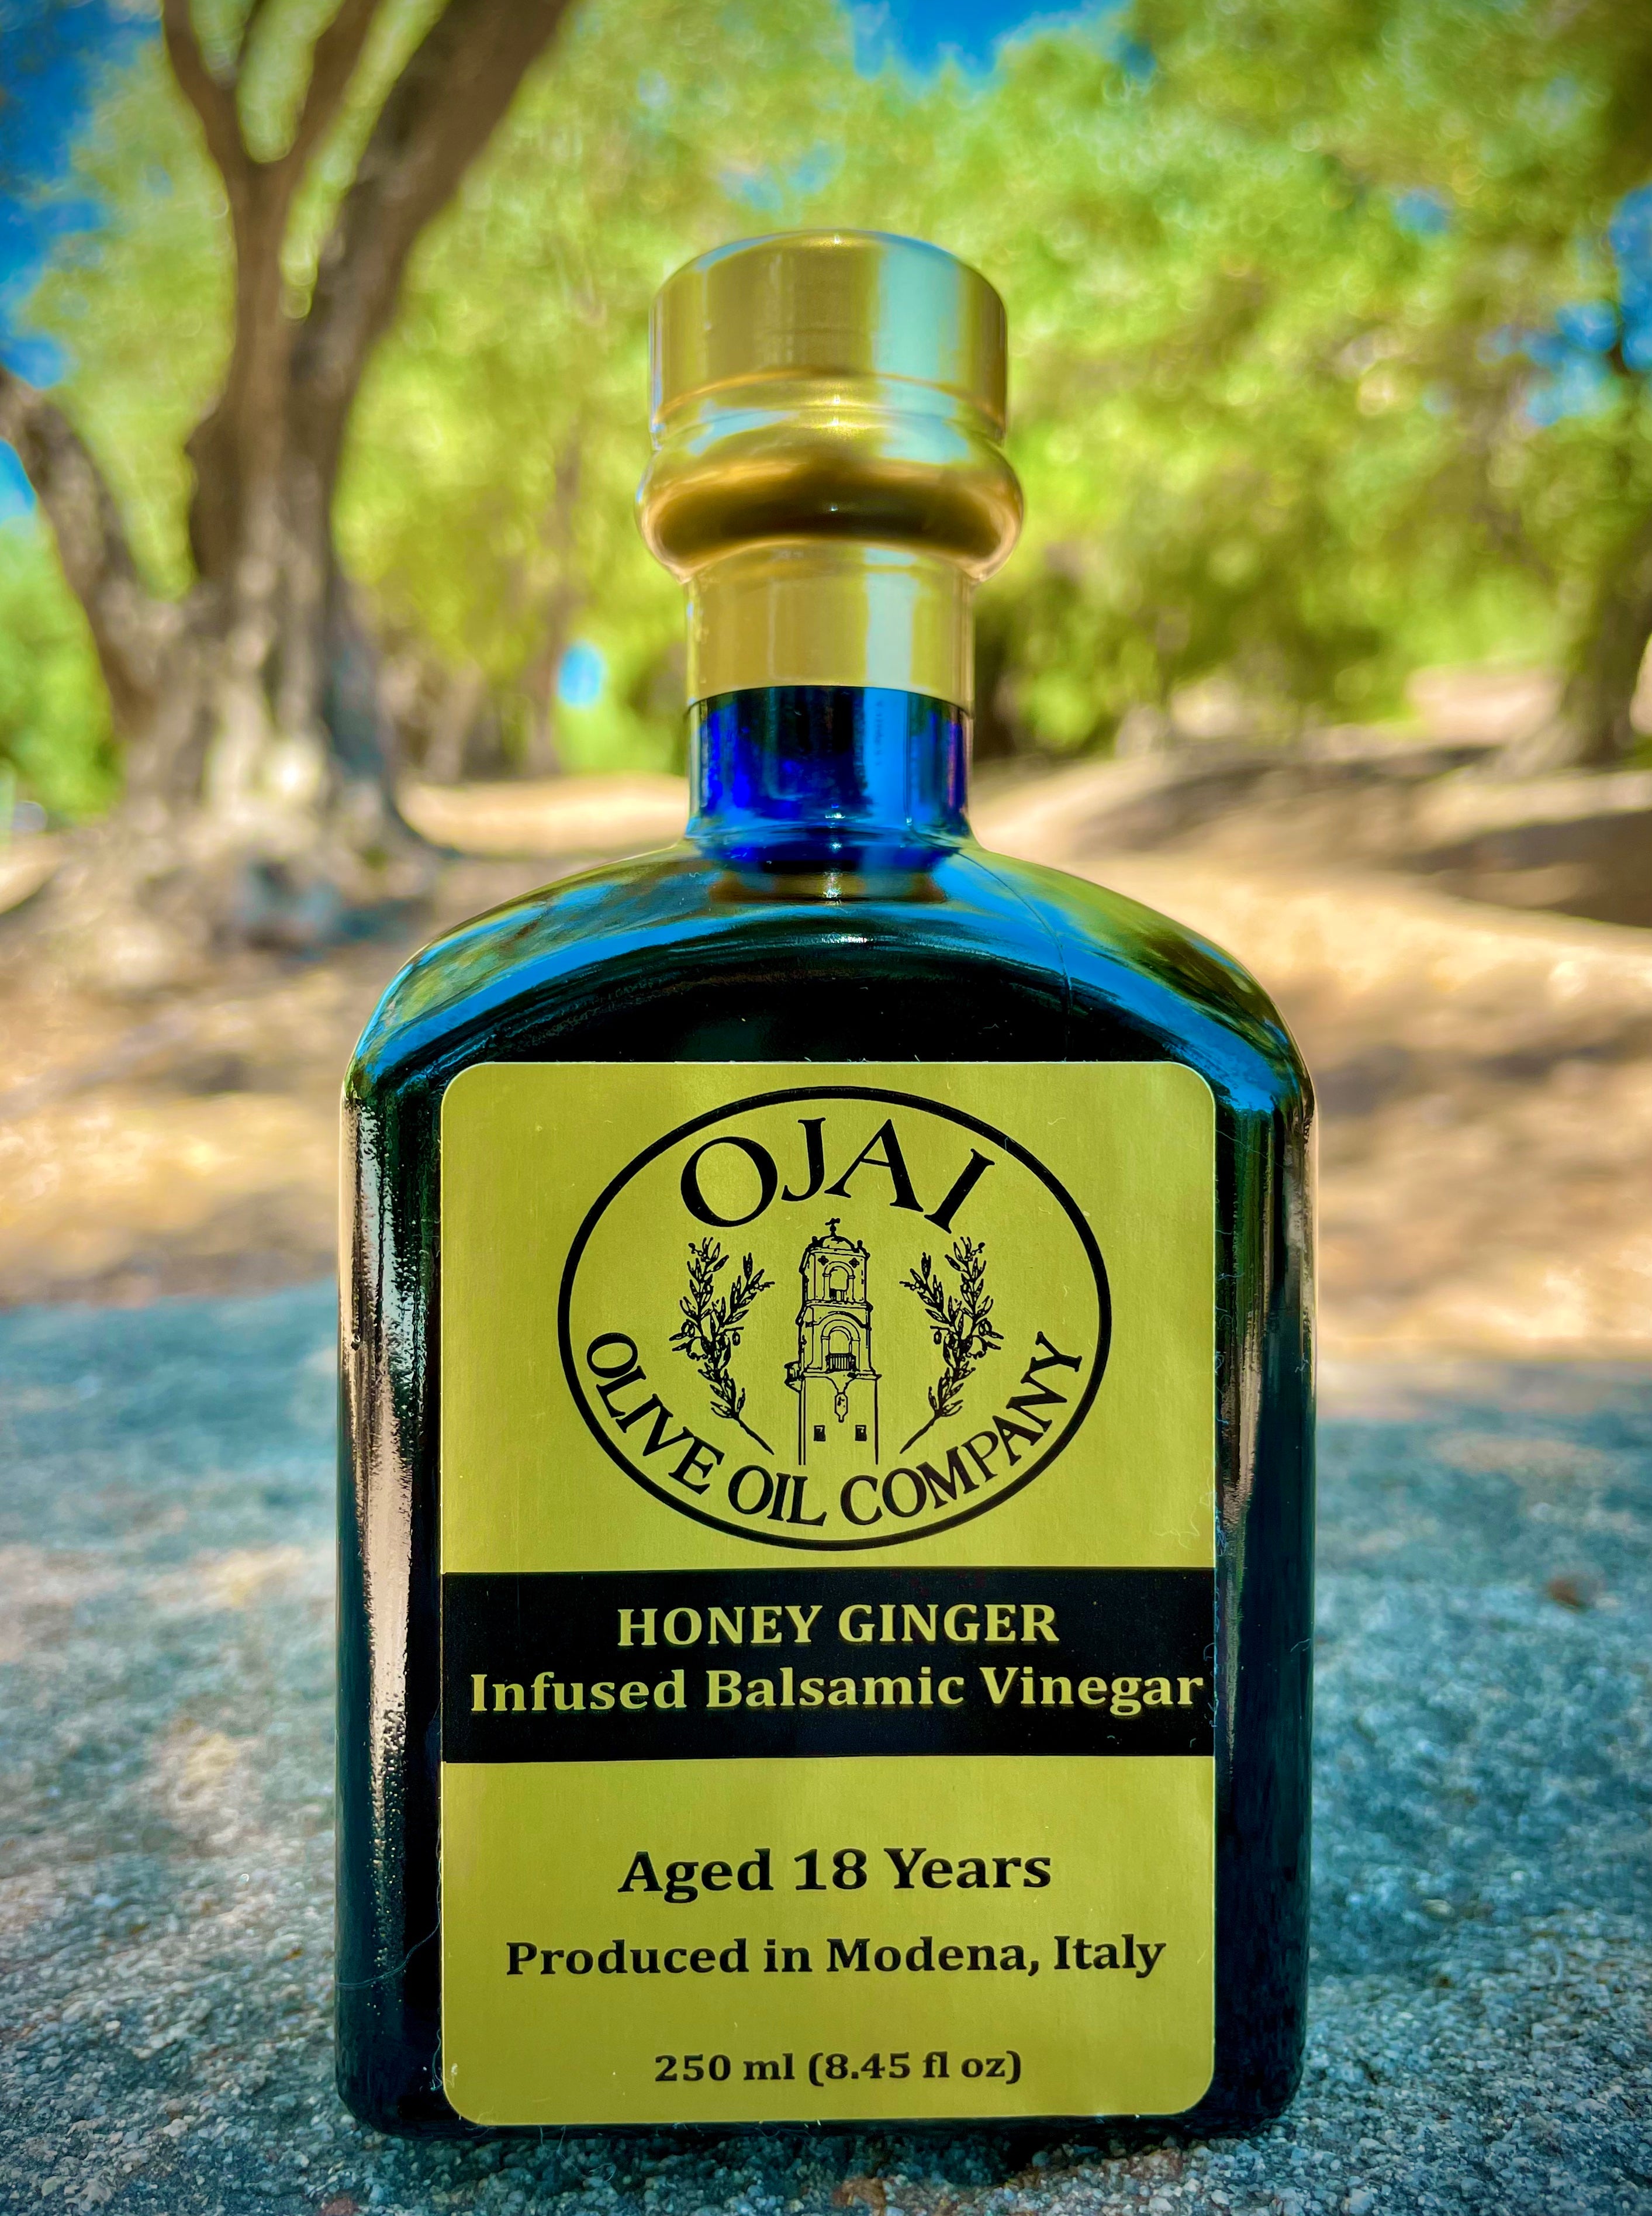 OJAI
OLIVE OIL COMPANY
HONEY GINGER
Infused Balsamic Vinegar
Aged 18 Years
Produced in Modena, Italy
250 ml (8.45 fl oz)